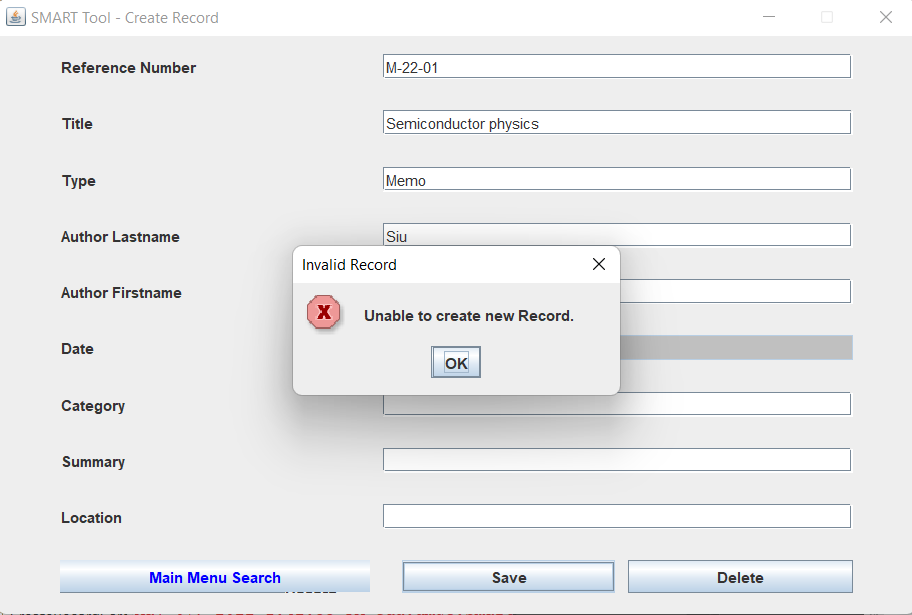 SMART Tool - Create Record
Reference Number M-22-01
Title Semiconductor physics
Type Memo
Author Lastname Siu
Invalid Record
Author Firstname
Unable to create new Record.
Date
OK
Category
Summary
Location
Main Menu Search Save Delete